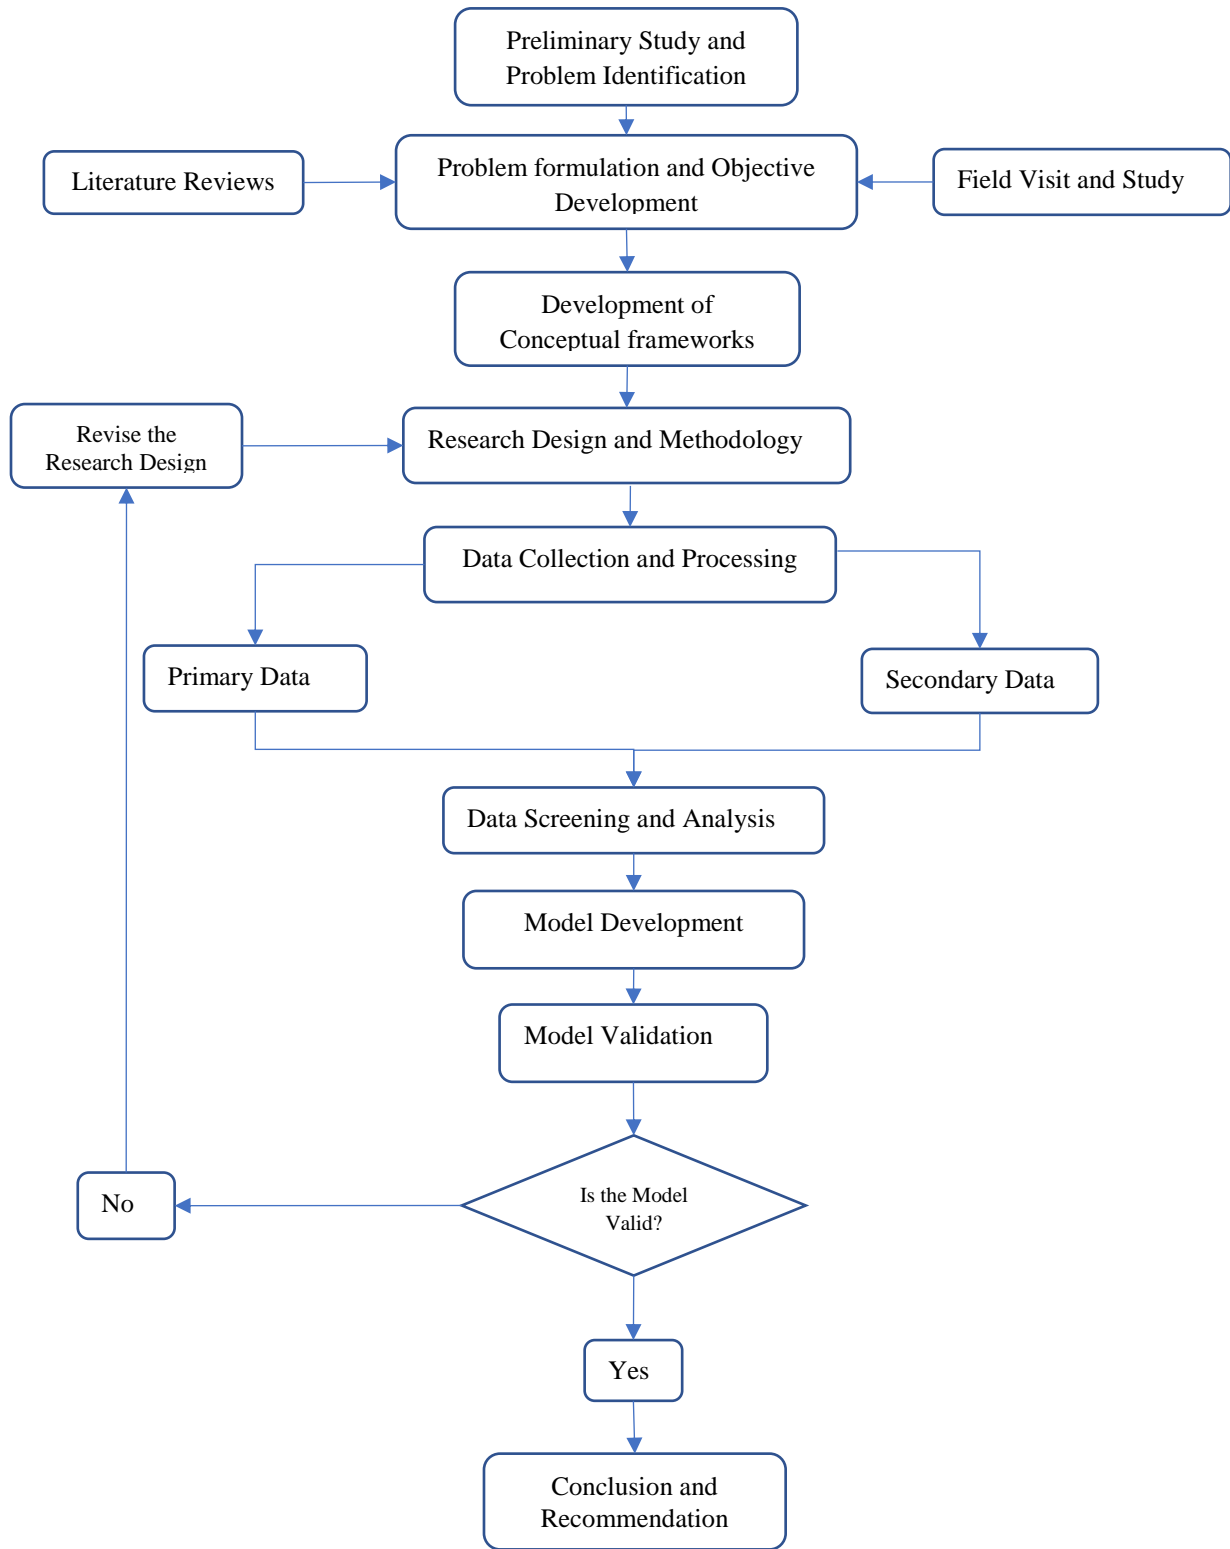 Preliminary Study and
Problem Identification
Literature Reviews
Problem formulation and Objective
Development
Field Visit and Study
Development of
Conceptual frameworks
Revise the
Research Design
Research Design and Methodology
Data Collection and Processing
Primary Data
Secondary Data
Data Screening and Analysis
Model Development
Model Validation
Is the Model
Valid?
No
Yes
Conclusion and
Recommendation